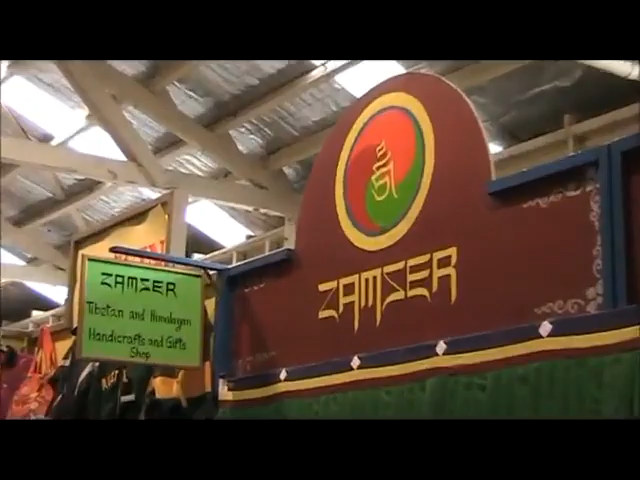 ZAMSER
Tibetan and Himalayan
Handicrafts and Gifts
Shop
ZAMSER